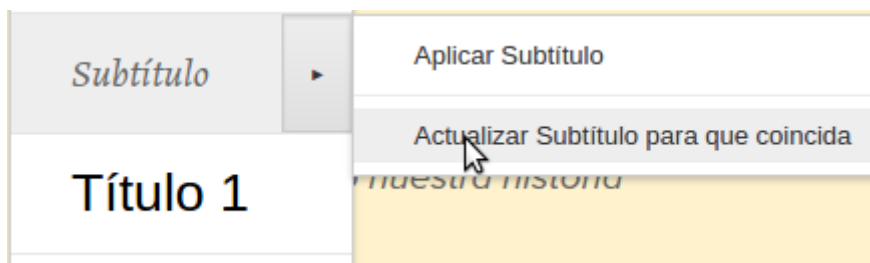 Subtítulo
Aplicar Subtítulo
Actualizar Subtítulo para que coincida
nuestra historia
Título 1